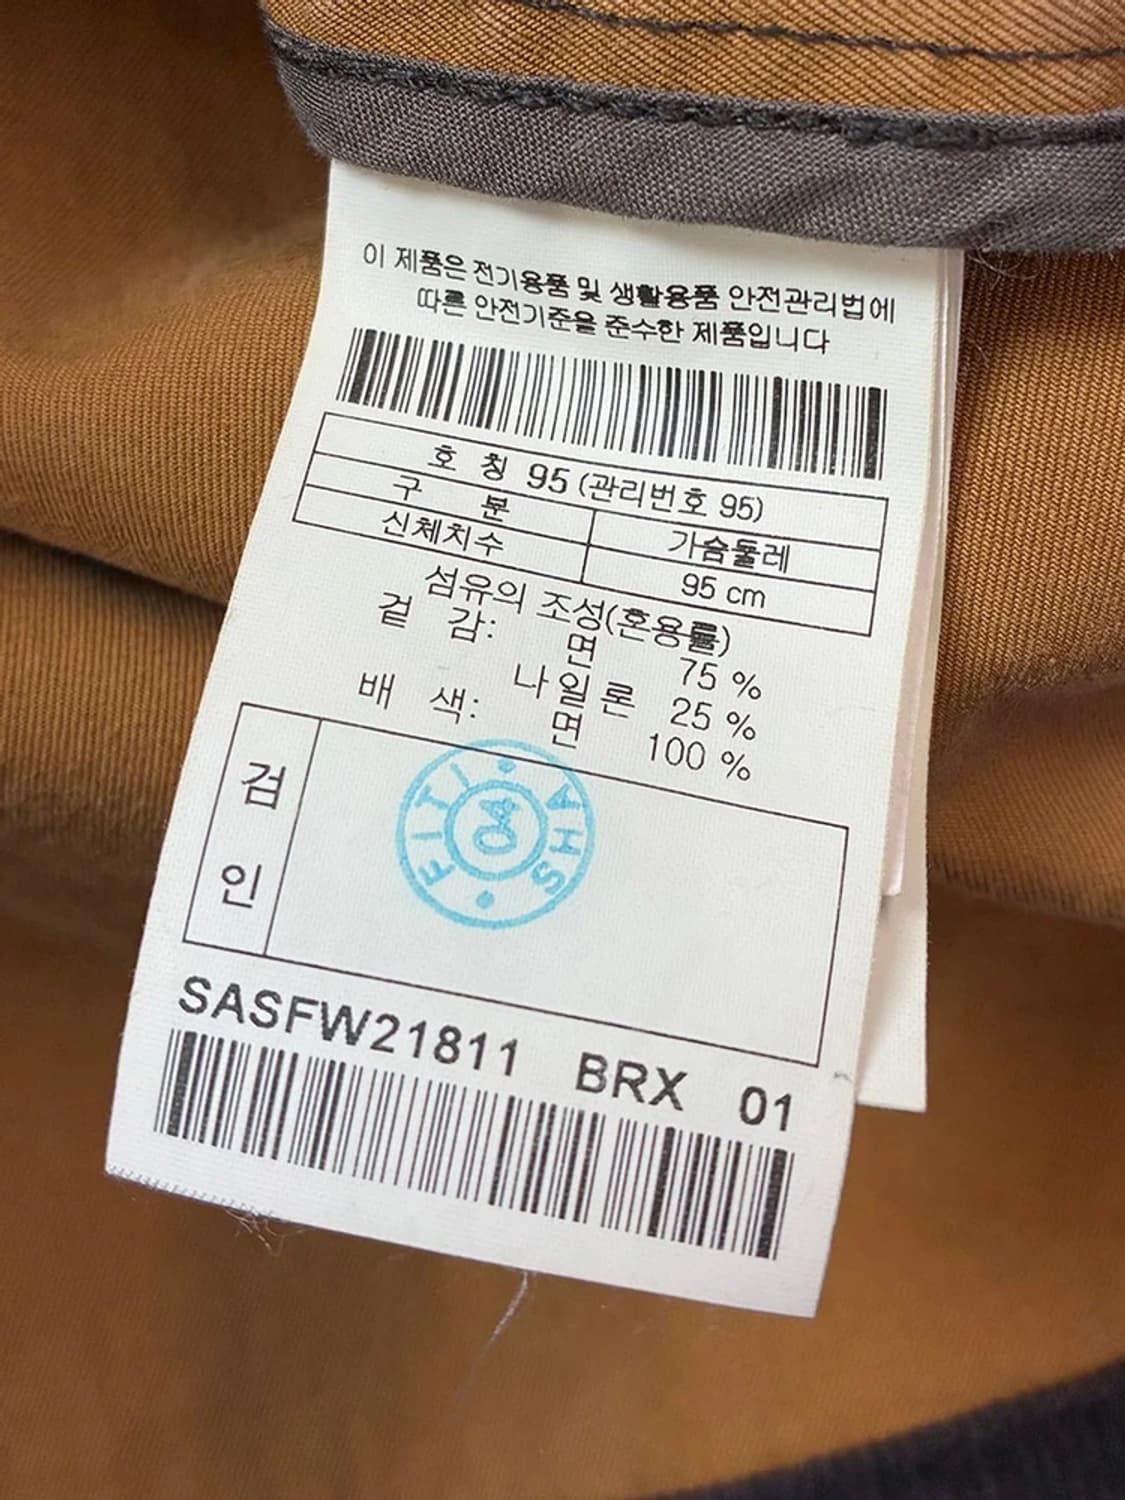 이 제품은 전기용품 및 생활용품 안전관리법에
따른 안전기준을 준수한 제품입니다
호 칭 95 (관리번호 95)
구 분 가슴둘레
신체치수 95 cm
섬유의 조성(혼용률)
겉 감: 면 75 %
나일론 25 %
배 색: 면 100 %
검인
FITI
04
SHA
SASFW21811 BRX 01